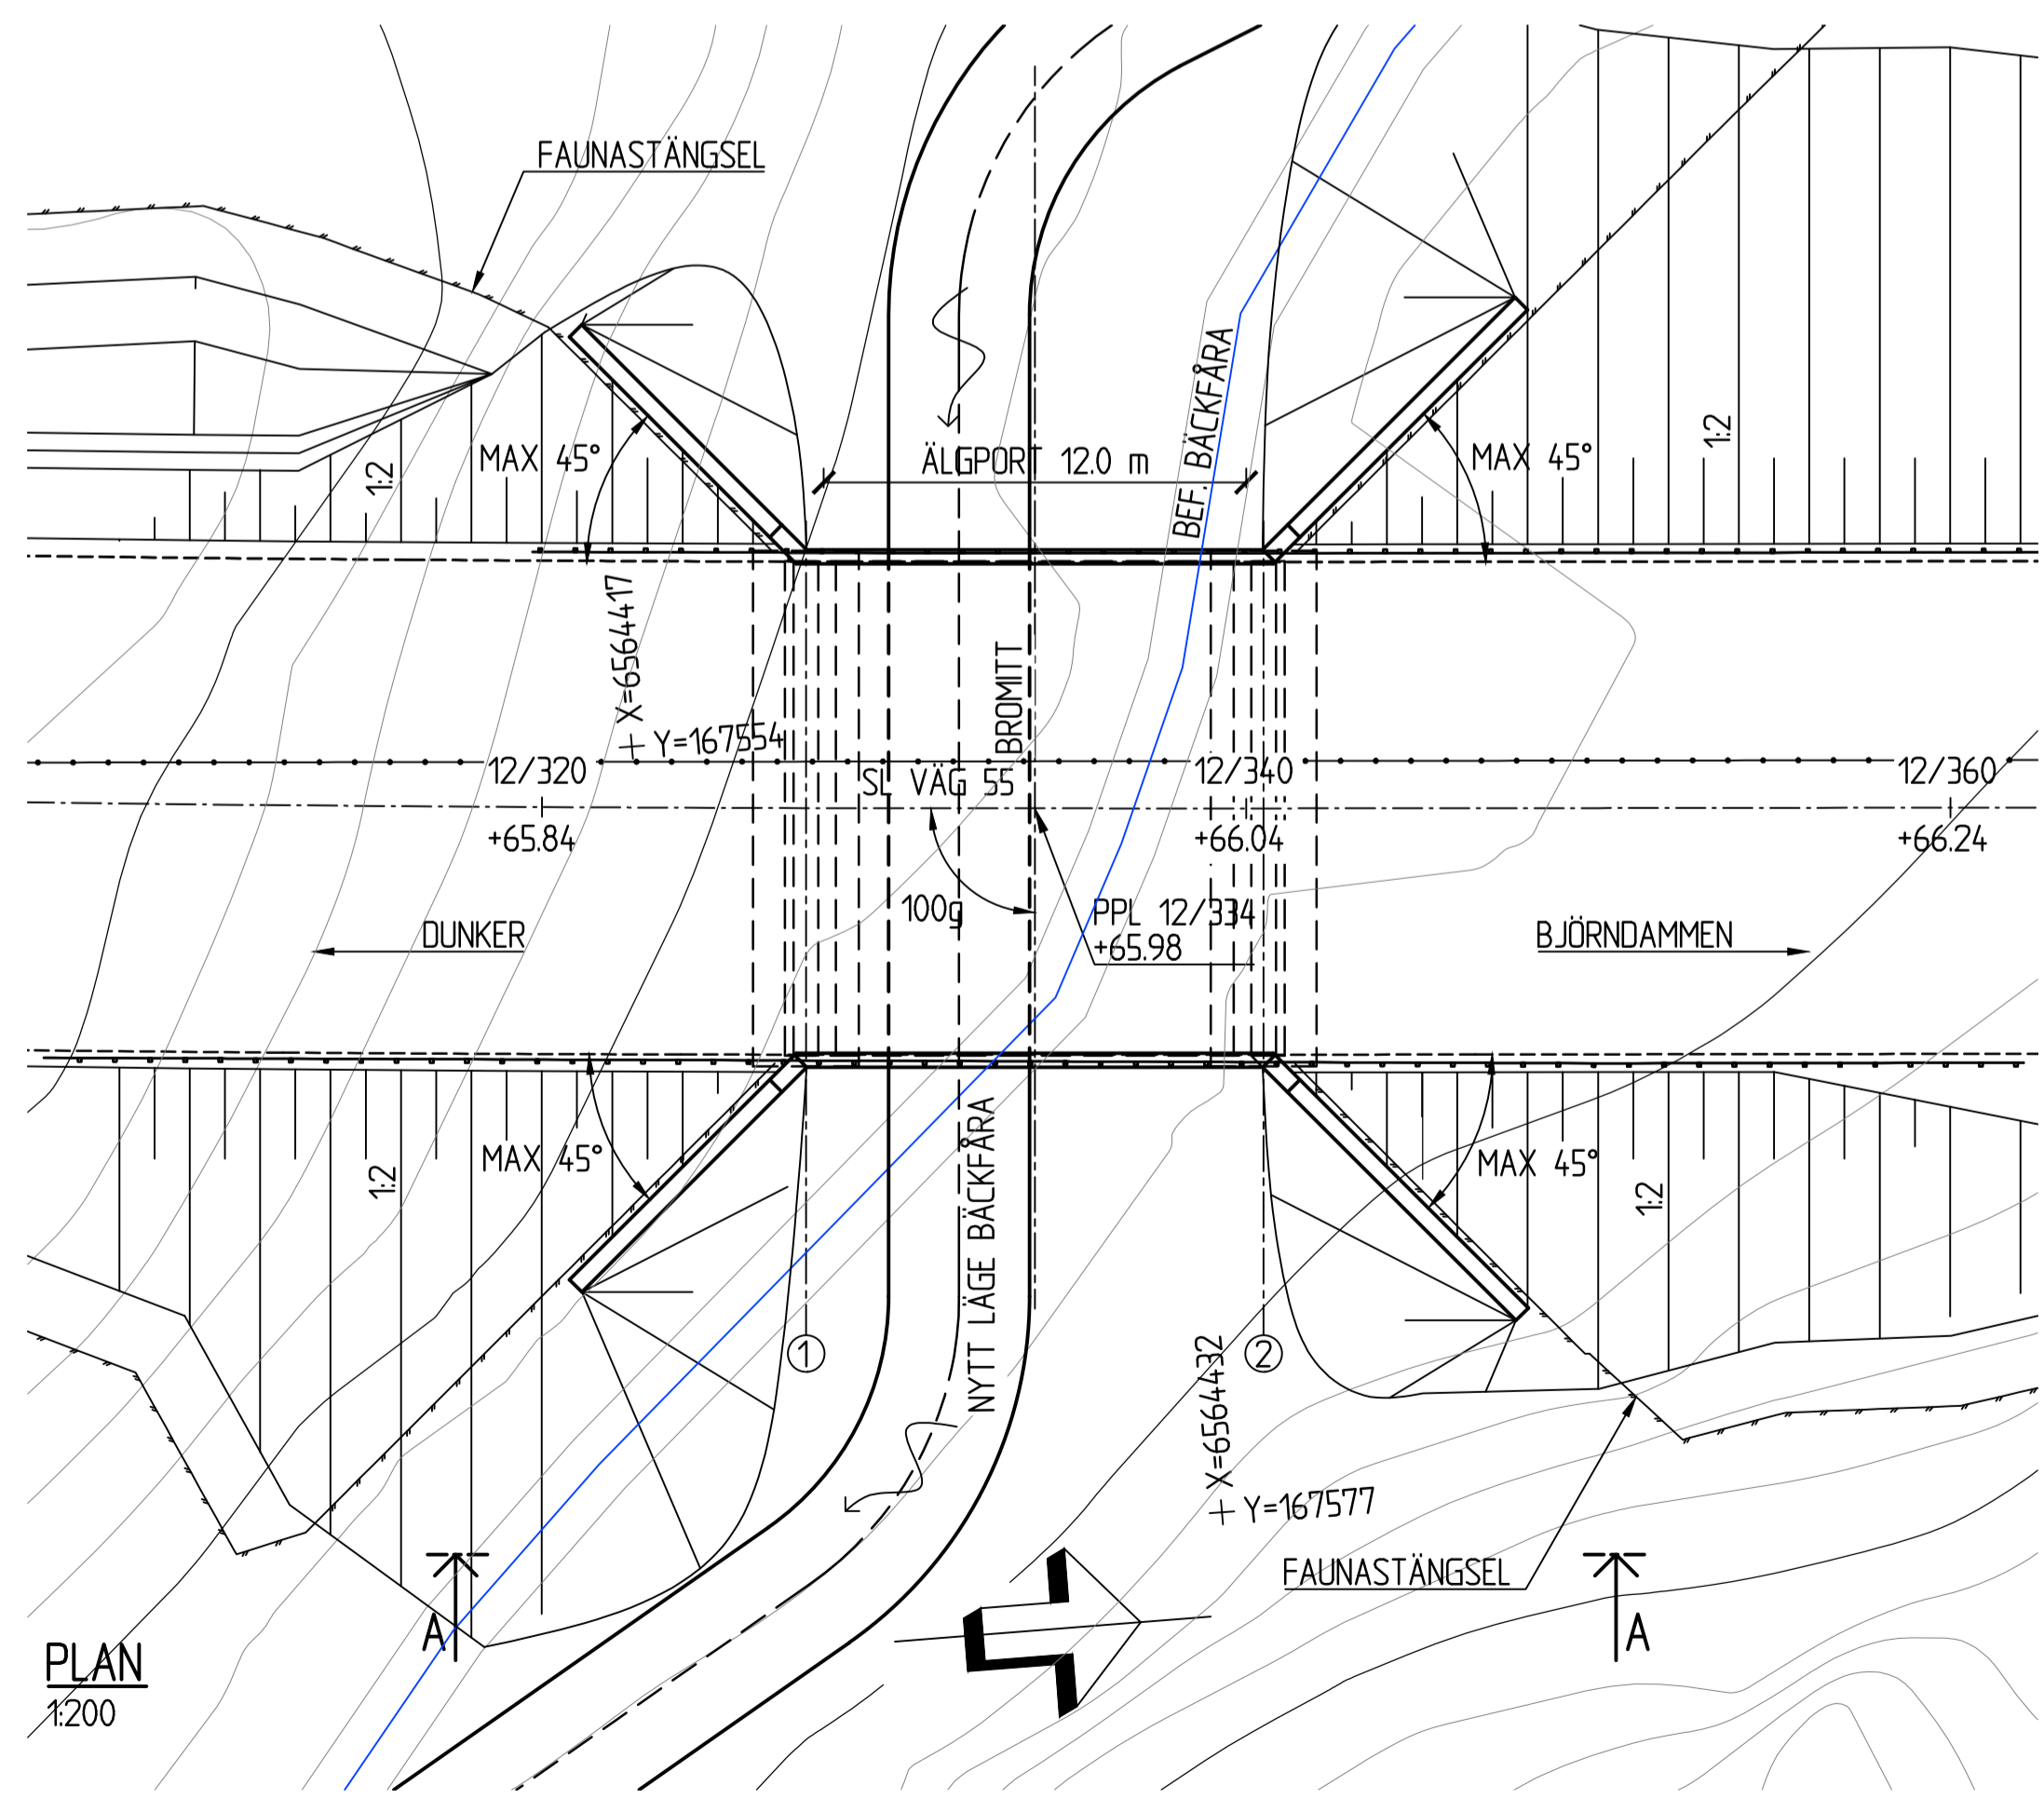 FAUNASTÄNGSEL
BEF. BÄCKFÅRA
1:2
MAX 45°
ÄLGPORT 12.0 m
MAX 45°
1:2
X=6564417
Y=167554
BROMITT
12/320
SL VÄG 55
12/340
12/360
+65.84
+66.04
+66.24
100g
PPL 12/334
+65.98
DUNKER
BJÖRNDAMMEN
MAX 45°
1:2
NYTT LÄGE BÄCKFÅRA
MAX 45°
1:2
1
2
X=6564432
Y=167577
FAUNASTÄNGSEL
A
A
PLAN
1:200